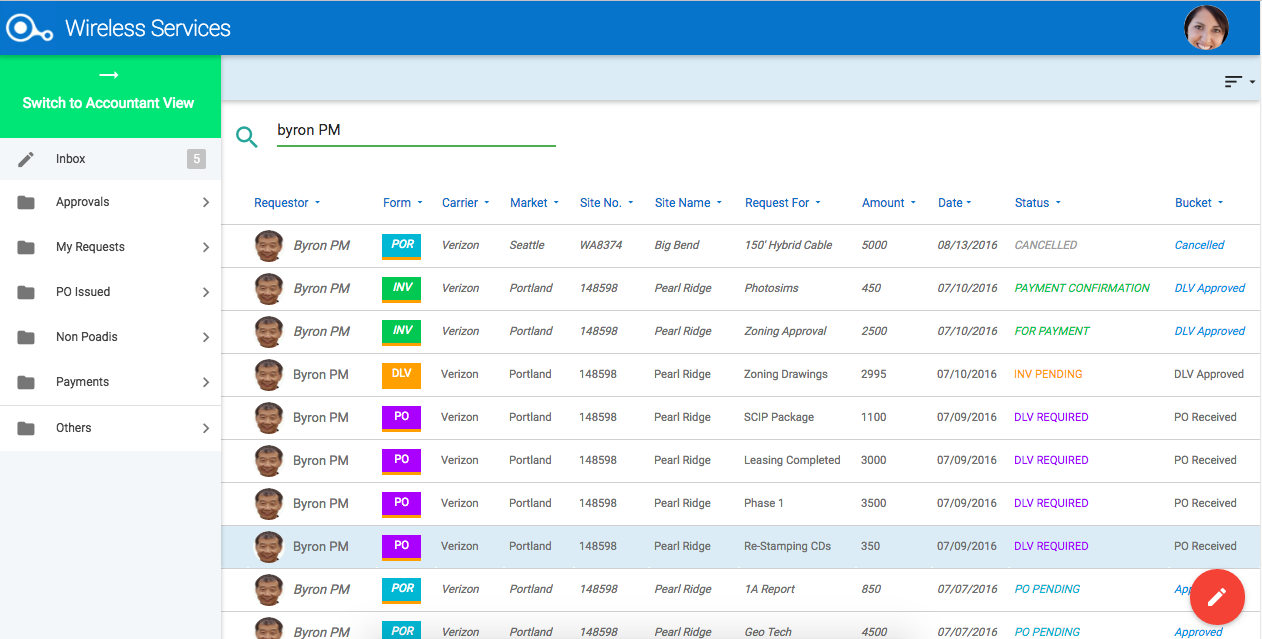 Wireless Services
Switch to Accountant View
Inbox 5
Approvals
My Requests
PO Issued
Non Poadis
Payments
Others
byron PM
Requestor Form Carrier Market Site No. Site Name Request For Amount Date Status Bucket
Byron PM POR Verizon Seattle WA8374 Big Bend 150' Hybrid Cable 5000 08/13/2016 CANCELLED Cancelled
Byron PM INV Verizon Portland 148598 Pearl Ridge Photosims 450 07/10/2016 PAYMENT CONFIRMATION DLV Approved
Byron PM INV Verizon Portland 148598 Pearl Ridge Zoning Approval 2500 07/10/2016 FOR PAYMENT DLV Approved
Byron PM DLV Verizon Portland 148598 Pearl Ridge Zoning Drawings 2995 07/10/2016 INV PENDING DLV Approved
Byron PM PO Verizon Portland 148598 Pearl Ridge SCIP Package 1100 07/09/2016 DLV REQUIRED PO Received
Byron PM PO Verizon Portland 148598 Pearl Ridge Leasing Completed 3000 07/09/2016 DLV REQUIRED PO Received
Byron PM PO Verizon Portland 148598 Pearl Ridge Phase 1 3500 07/09/2016 DLV REQUIRED PO Received
Byron PM PO Verizon Portland 148598 Pearl Ridge Re-Stamping CDs 350 07/09/2016 DLV REQUIRED PO Received
Byron PM POR Verizon Portland 148598 Pearl Ridge 1A Report 850 07/07/2016 PO PENDING
Byron PM POR Verizon Portland 148598 Pearl Ridge Geo Tech 4500 07/07/2016 PO PENDING Approved